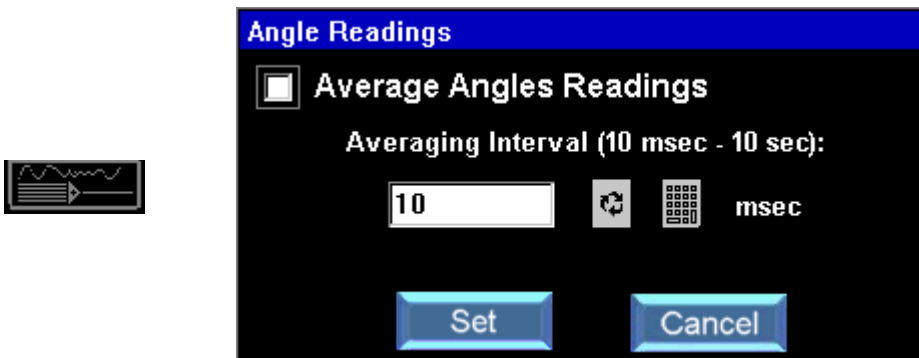 Angle Readings
Average Angles Readings
Averaging Interval (10 msec - 10 sec):
10 msec
Set Cancel